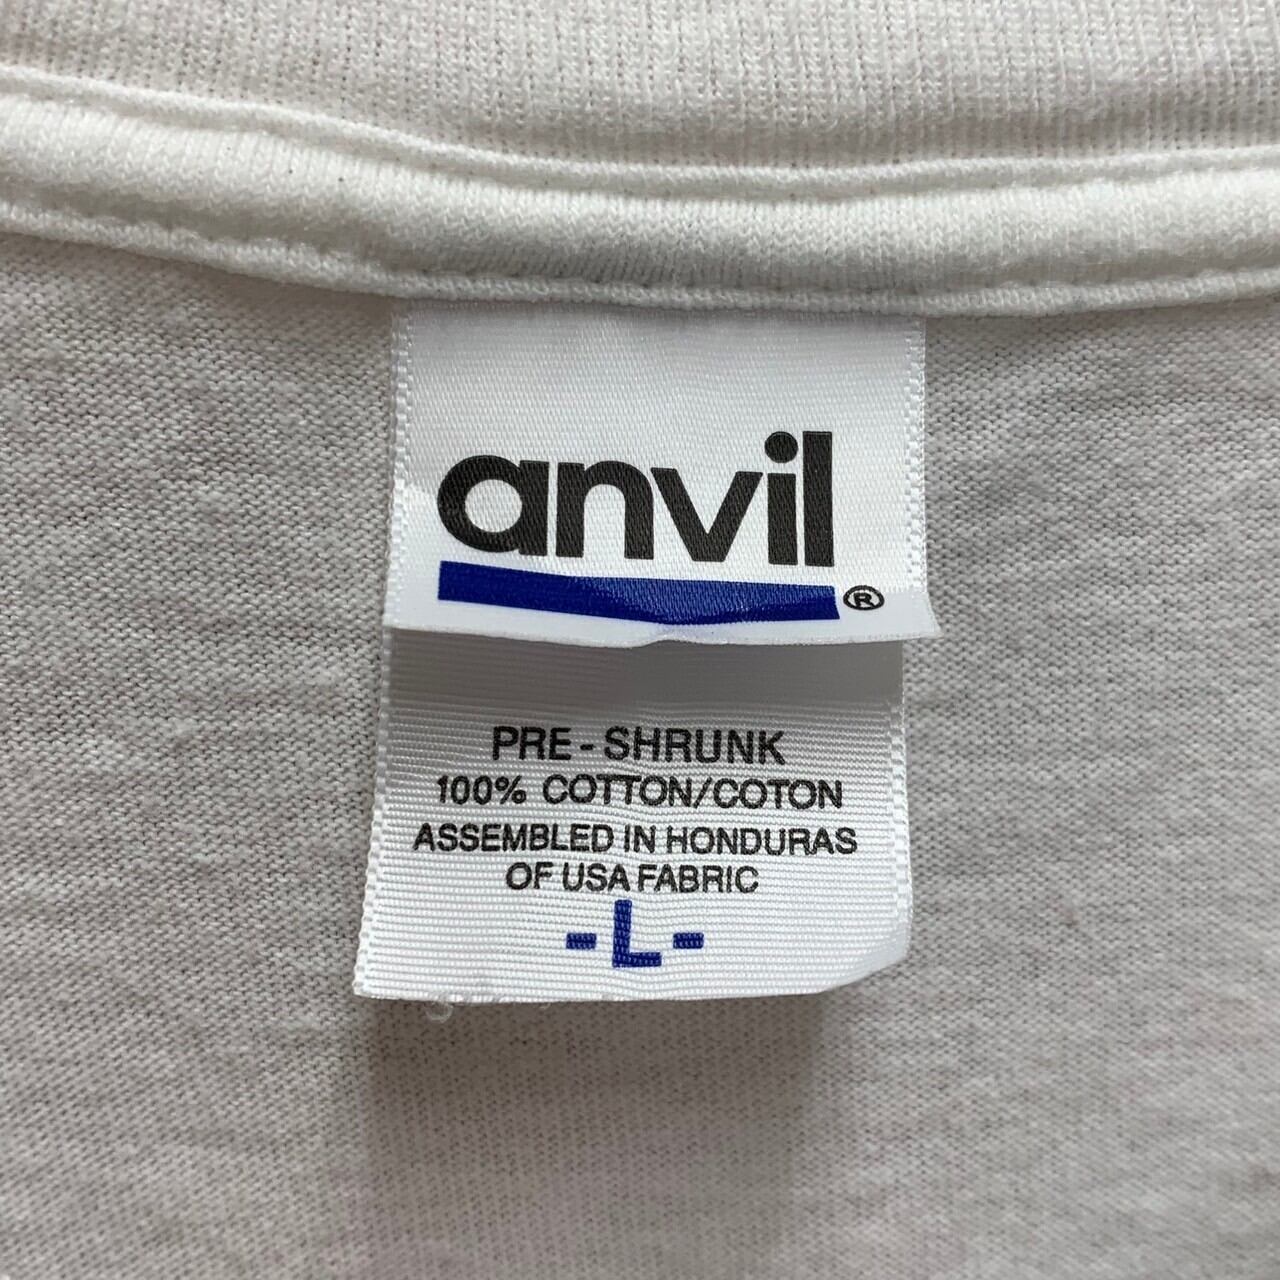 anvil
®
PRE - SHRUNK
100% COTTON/COTON
ASSEMBLED IN HONDURAS
OF USA FABRIC
-L-